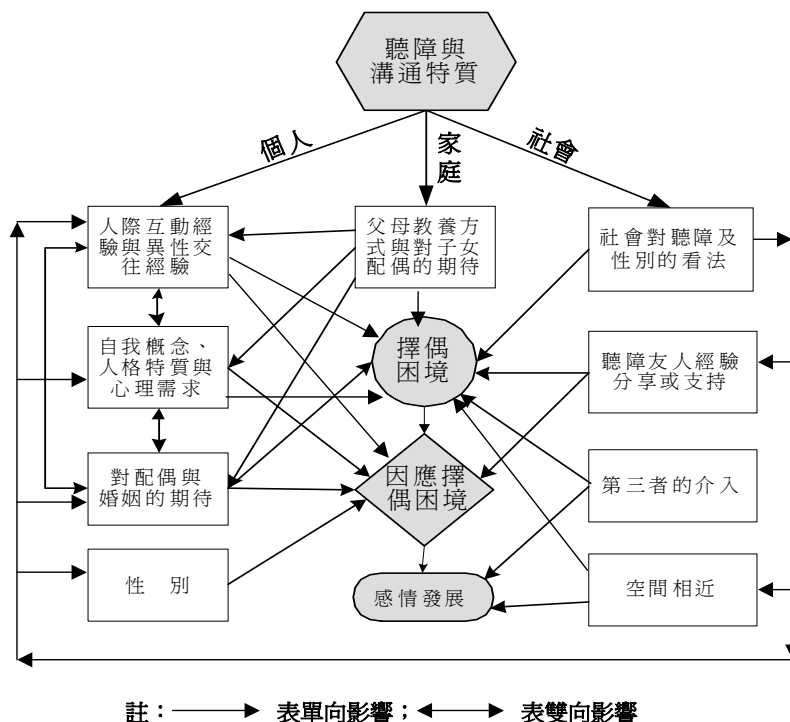 聽障與
溝通特質
個人
家
庭
社會
人際互動經
驗與異性交
往經驗
父母教養方
式與對子女
配偶的期待
社會對聽障及
性別的看法
自我概念、
人格特質與
心理需求
擇偶
困境
聽障友人經驗
分享或支持
對配偶與
婚姻的期待
因應擇
偶困境
第三者的介入
性 別
感情發展
空間相近
註： 表單向影響； 表雙向影響